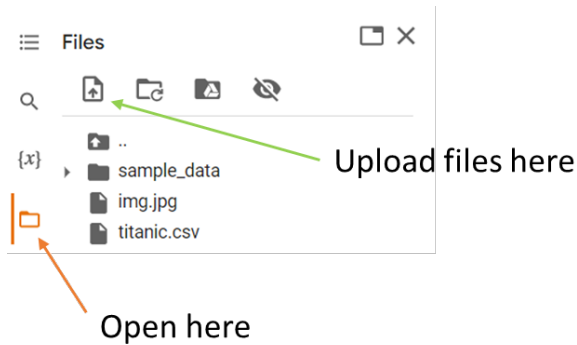 Files
..
{x}
sample_data
img.jpg
titanic.csv
Upload files here
Open here